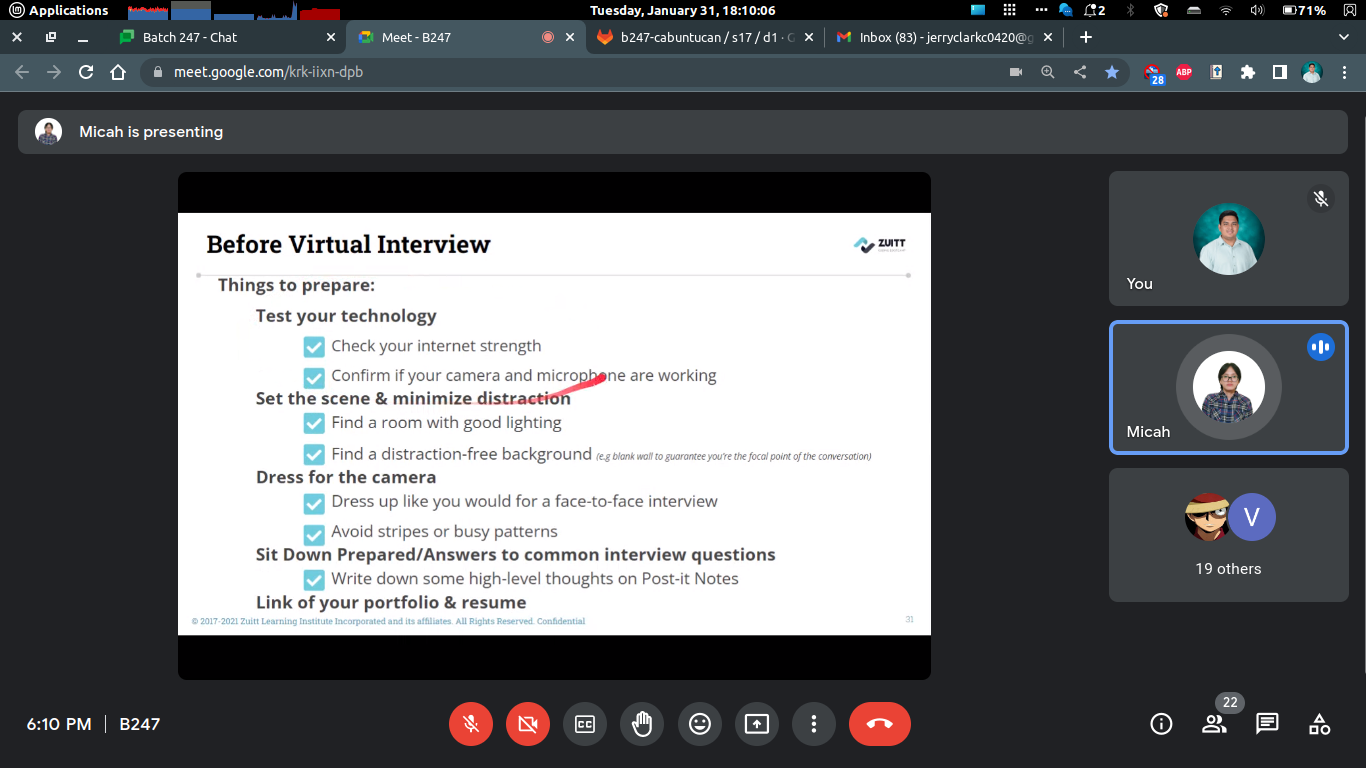 Applications
Tuesday, January 31, 18:10:06
2
71%
Batch 247 - Chat
Meet - B247
b247-cabuntucan / s17 / d1 · G
Inbox (83) - jerryclarkc0420@g
meet.google.com/krk-iixn-dpb
28
ABP
Micah is presenting
Before Virtual Interview
ZUITT
Things to prepare:
Test your technology
Check your internet strength
Confirm if your camera and microphone are working
Set the scene & minimize distraction
Find a room with good lighting
Find a distraction-free background (e.g blank wall to guarantee you're the focal point of the conversation)
Dress for the camera
Dress up like you would for a face-to-face interview
Avoid stripes or busy patterns
Sit Down Prepared/Answers to common interview questions
Write down some high-level thoughts on Post-it Notes
Link of your portfolio & resume
© 2017-2021 Zuitt Learning Institute Incorporated and its affiliates. All Rights Reserved. Confidential
31
You
Micah
V
19 others
6:10 PM
B247
CC
22